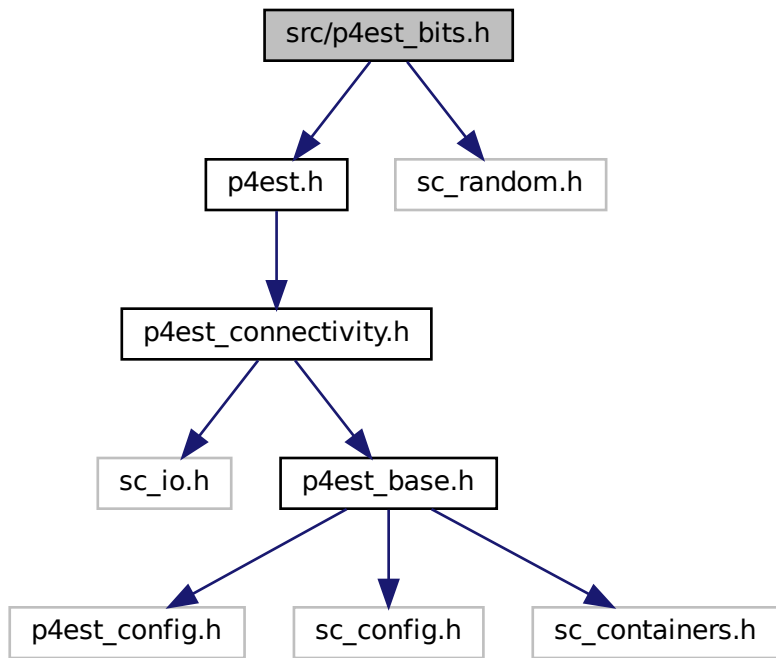 src/p4est_bits.h
p4est.h
sc_random.h
p4est_connectivity.h
sc_io.h
p4est_base.h
p4est_config.h
sc_config.h
sc_containers.h